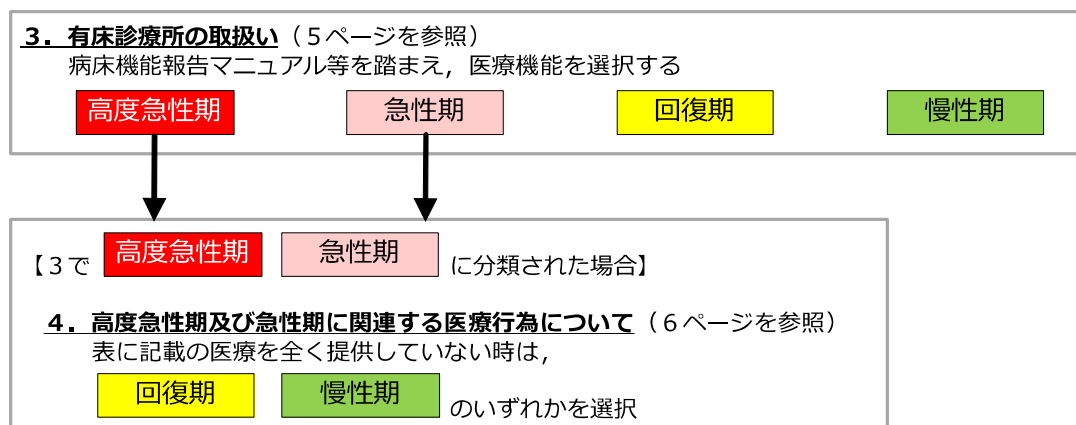 3．有床診療所の取扱い（５ページを参照）
病床機能報告マニュアル等を踏まえ，医療機能を選択する
高度急性期 急性期 回復期 慢性期
【３で 高度急性期 急性期 に分類された場合】
4．高度急性期及び急性期に関連する医療行為について（６ページを参照）
表に記載の医療を全く提供していない時は，
回復期 慢性期 のいずれかを選択